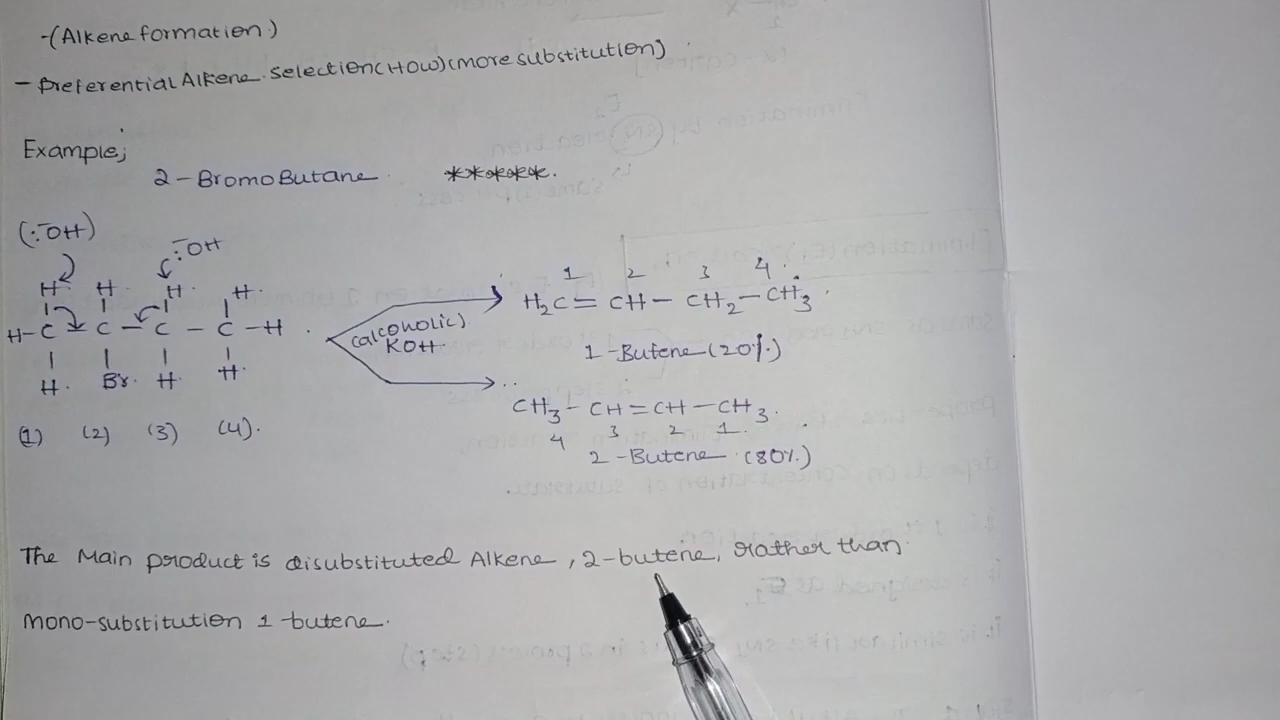 -(Alkene formation)
- Preferential Alkene selection (How) (more substitution)
Example;
2-BromoButane *****.
(:⁻OH)
:⁻OH
H H H H
H-C C - C - C - H
H Br H H
(1) (2) (3) (4).
(alcoholic)
KOH
1 2 3 4
H₂C = CH - CH₂ - CH₃
1-Butene (20%)
CH₃ - CH = CH - CH₃
4 3 2 1
2-Butene (80%)
The Main product is disubstituted Alkene, 2-butene, rather than
mono-substitution 1-butene.